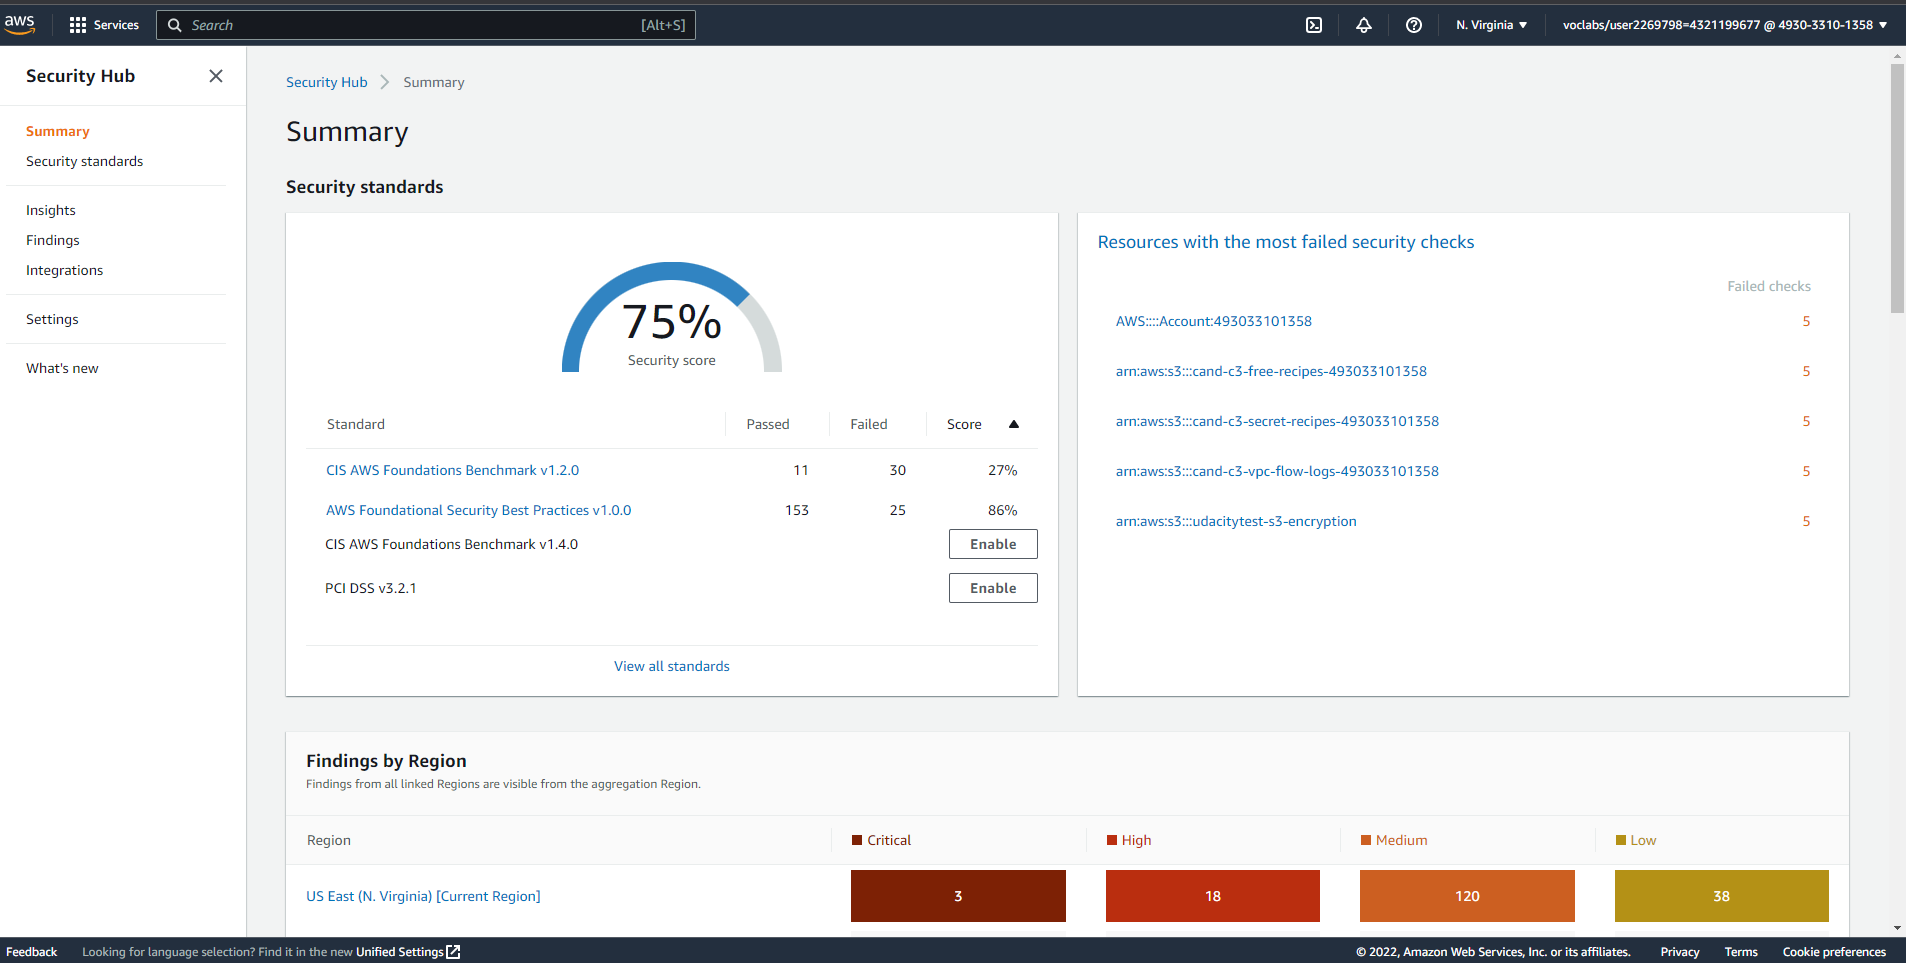 aws
Services
Search [Alt+S]
N. Virginia
voclabs/user2269798=4321199677 @ 4930-3310-1358
Security Hub
Summary
Security standards
Insights
Findings
Integrations
Settings
What's new
Security Hub > Summary
Summary
Security standards
75%
Security score
Standard Passed Failed Score
CIS AWS Foundations Benchmark v1.2.0 11 30 27%
AWS Foundational Security Best Practices v1.0.0 153 25 86%
CIS AWS Foundations Benchmark v1.4.0 Enable
PCI DSS v3.2.1 Enable
View all standards
Resources with the most failed security checks
Failed checks
AWS::::Account:493033101358 5
arn:aws:s3:::cand-c3-free-recipes-493033101358 5
arn:aws:s3:::cand-c3-secret-recipes-493033101358 5
arn:aws:s3:::cand-c3-vpc-flow-logs-493033101358 5
arn:aws:s3:::udacitytest-s3-encryption 5
Findings by Region
Findings from all linked Regions are visible from the aggregation Region.
Region Critical High Medium Low
US East (N. Virginia) [Current Region] 3 18 120 38
Feedback Looking for language selection? Find it in the new Unified Settings © 2022, Amazon Web Services, Inc. or its affiliates. Privacy Terms Cookie preferences